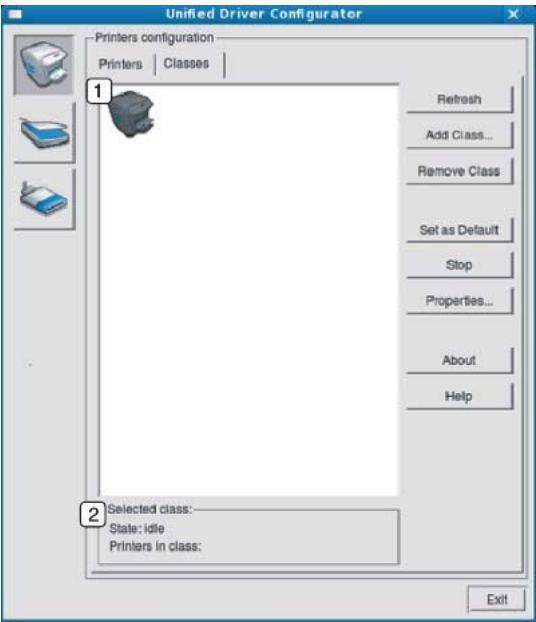 Unified Driver Configurator
Printers configuration
Printers
Classes
1
Refresh
Add Class...
Remove Class
Set as Default
Stop
Properties...
About
Help
2
Selected class:
State: idle
Printers in class:
Exit